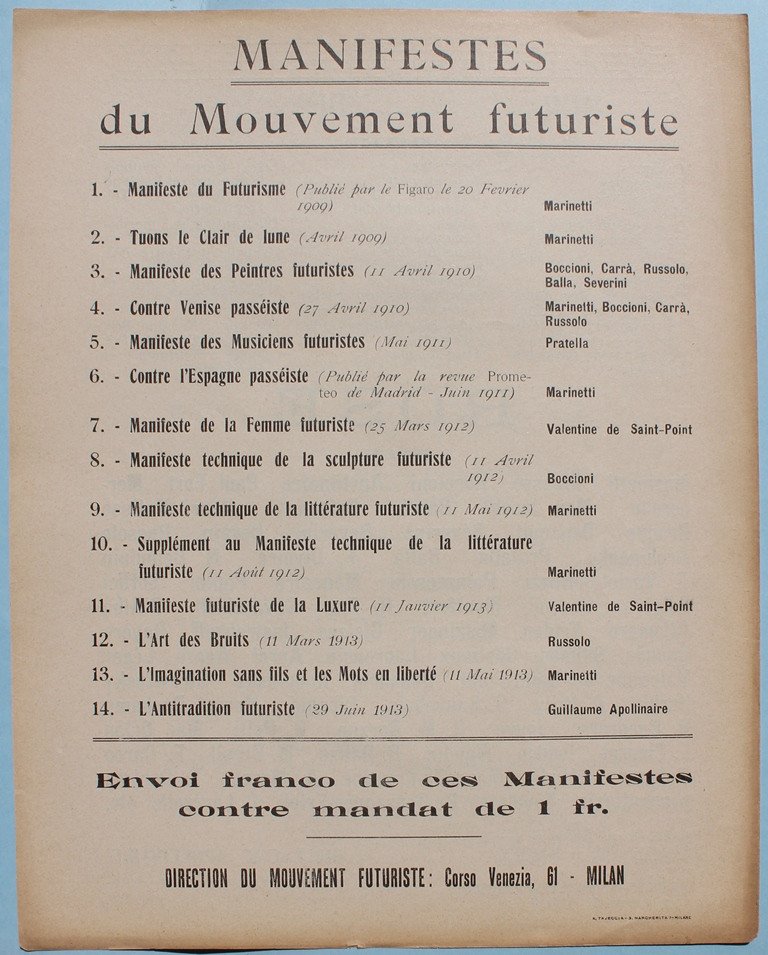 MANIFESTES
du Mouvement futuriste
1. - Manifeste du Futurisme (Publié par le Figaro le 20 Fevrier
1909) Marinetti
2. - Tuons le Clair de lune (Avril 1909) Marinetti
3. - Manifeste des Peintres futuristes (11 Avril 1910) Boccioni, Carrà, Russolo,
Balla, Severini
4. - Contre Venise passéiste (27 Avril 1910) Marinetti, Boccioni, Carrà,
Russolo
5. - Manifeste des Musiciens futuristes (Mai 1911) Pratella
6. - Contre l'Espagne passéiste (Publié par la revue Prome-
teo de Madrid - Juin 1911) Marinetti
7. - Manifeste de la Femme futuriste (25 Mars 1912) Valentine de Saint-Point
8. - Manifeste technique de la sculpture futuriste (11 Avril
1912) Boccioni
9. - Manifeste technique de la littérature futuriste (11 Mai 1912) Marinetti
10. - Supplément au Manifeste technique de la littérature
futuriste (11 Août 1912) Marinetti
11. - Manifeste futuriste de la Luxure (11 Janvier 1913) Valentine de Saint-Point
12. - L'Art des Bruits (11 Mars 1913) Russolo
13. - L'Imagination sans fils et les Mots en liberté (11 Mai 1913) Marinetti
14. - L'Antitradition futuriste (29 Juin 1913) Guillaume Apollinaire
Envoi franco de ces Manifestes
contre mandat de 1 fr.
DIRECTION DU MOUVEMENT FUTURISTE: Corso Venezia, 61 - MILAN
A. TAVEGGIA - S. MARGHERITA 7 - MILANO